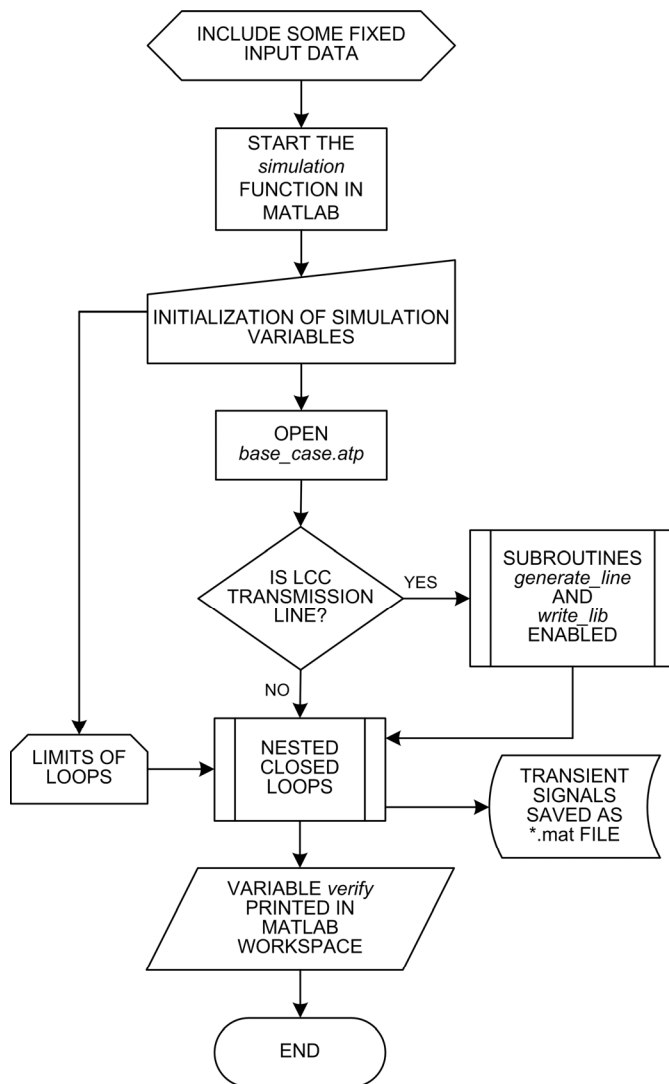 INCLUDE SOME FIXED
INPUT DATA
START THE
simulation
FUNCTION IN
MATLAB
INITIALIZATION OF SIMULATION
VARIABLES
OPEN
base_case.atp
IS LCC
TRANSMISSION
LINE?
YES
SUBROUTINES
generate_line
AND
write_lib
ENABLED
NO
LIMITS OF
LOOPS
NESTED
CLOSED
LOOPS
TRANSIENT
SIGNALS
SAVED AS
*.mat FILE
VARIABLE verify
PRINTED IN
MATLAB
WORKSPACE
END